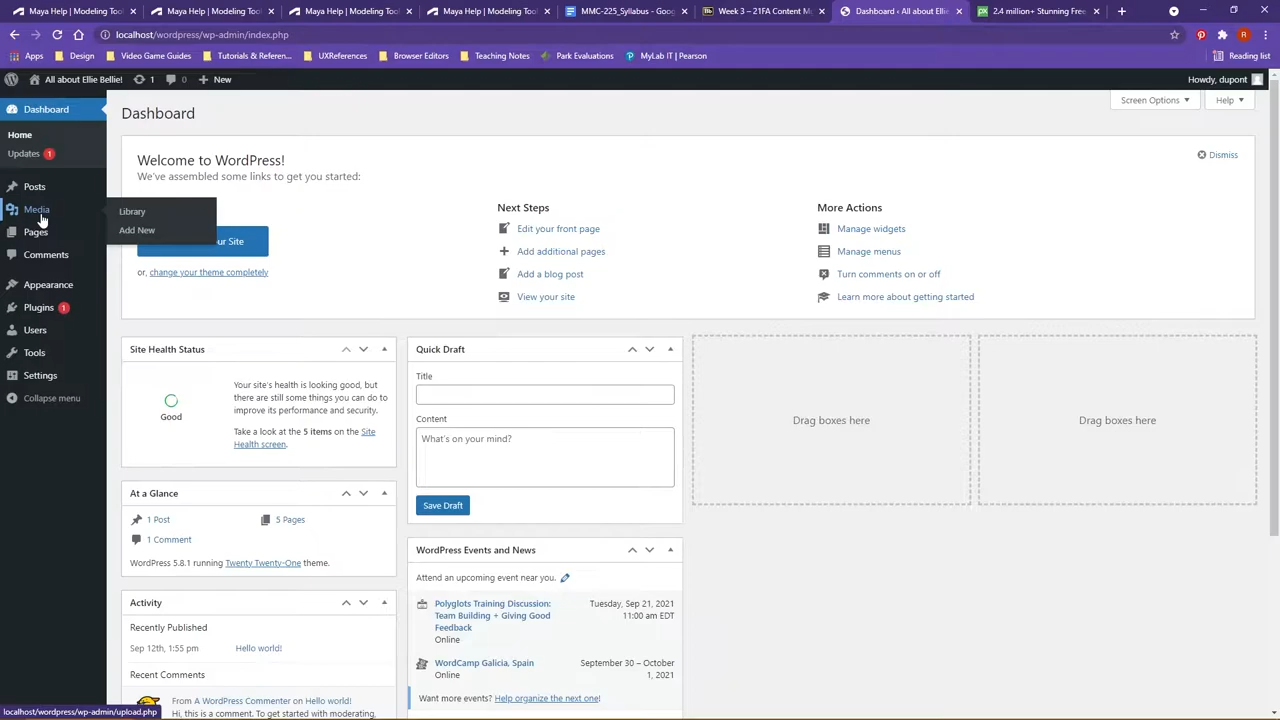 Maya Help | Modeling Tool
Maya Help | Modeling Tool
Maya Help | Modeling Tool
Maya Help | Modeling Tool
MMC-225_Syllabus - Goog
Week 3 – 21FA Content M
Dashboard ‹ All about Ellie
2.4 million+ Stunning Free
localhost/wordpress/wp-admin/index.php
Apps
Design
Video Game Guides
Tutorials & Referen...
UXReferences
Browser Editors
Teaching Notes
Park Evaluations
MyLab IT | Pearson
Reading list
All about Ellie Bellie!
1
0
New
Howdy, dupont
Dashboard
Home
Updates 1
Posts
Media
Pages
Comments
Appearance
Plugins 1
Users
Tools
Settings
Collapse menu
Library
Add New
Dashboard
Screen Options
Help
Welcome to WordPress!
We've assembled some links to get you started:
Dismiss
ur Site
or, change your theme completely
Next Steps
Edit your front page
Add additional pages
Add a blog post
View your site
More Actions
Manage widgets
Manage menus
Turn comments on or off
Learn more about getting started
Site Health Status
Good
Your site's health is looking good, but
there are still some things you can do to
improve its performance and security.
Take a look at the 5 items on the Site
Health screen.
At a Glance
1 Post
5 Pages
1 Comment
WordPress 5.8.1 running Twenty Twenty-One theme.
Activity
Recently Published
Sep 12th, 1:55 pm
Hello world!
Recent Comments
From A WordPress Commenter on Hello world!
Hi, this is a comment. To get started with moderating,
Quick Draft
Title
Content
What's on your mind?
Save Draft
WordPress Events and News
Attend an upcoming event near you.
Polyglots Training Discussion:
Team Building + Giving Good
Feedback
Online
Tuesday, Sep 21, 2021
11:00 am EDT
WordCamp Galicia, Spain
Online
September 30 – October
1, 2021
Want more events? Help organize the next one!
Drag boxes here
Drag boxes here
localhost/wordpress/wp-admin/upload.php